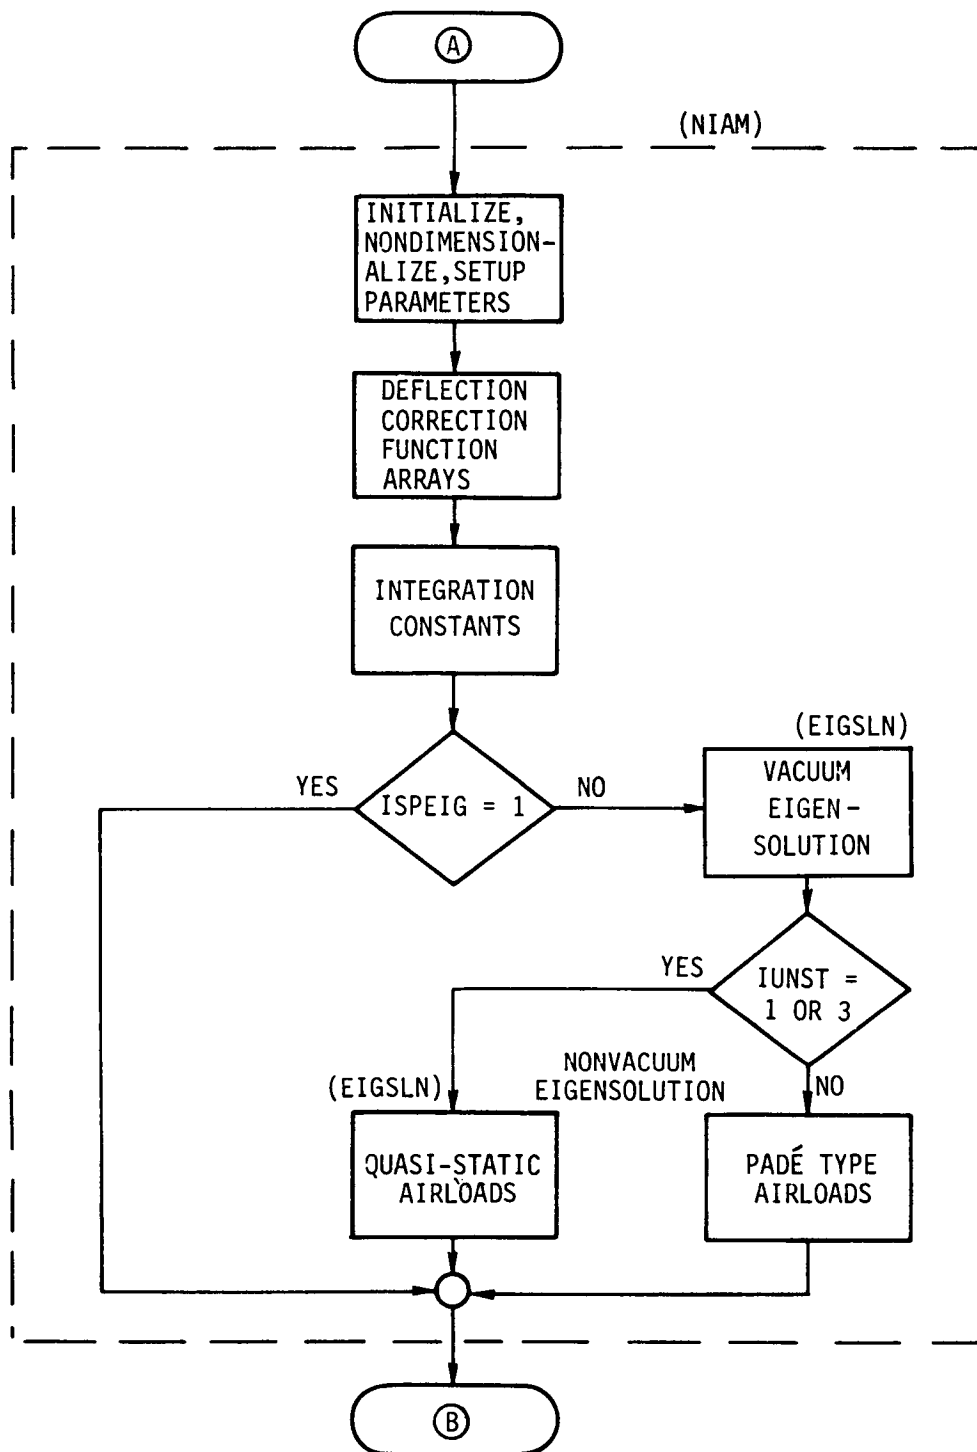 A
(NIAM)
INITIALIZE,
NONDIMENSION-
ALIZE, SETUP
PARAMETERS
DEFLECTION
CORRECTION
FUNCTION
ARRAYS
INTEGRATION
CONSTANTS
(EIGSLN)
YES
ISPEIG = 1
NO
VACUUM
EIGEN-
SOLUTION
YES
IUNST =
1 OR 3
NONVACUUM
EIGENSOLUTION
NO
(EIGSLN)
QUASI-STATIC
AIRLOADS
PADÉ TYPE
AIRLOADS
B